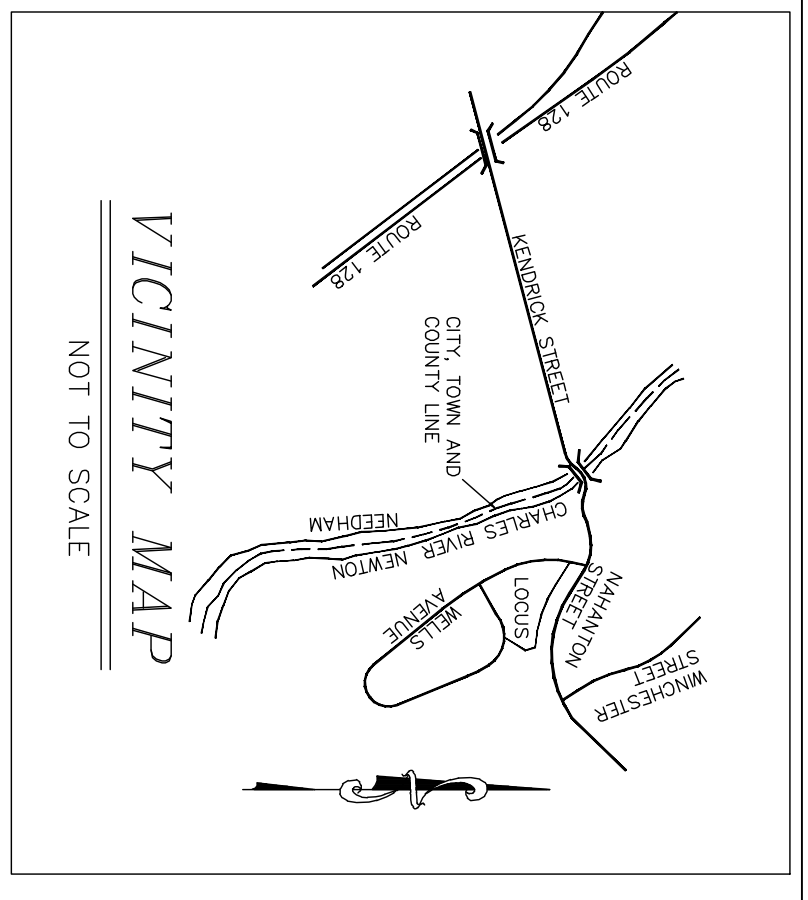 VICINITY MAP
NOT TO SCALE
ROUTE 128
ROUTE 128
KENDRICK STREET
CITY, TOWN AND
COUNTY LINE
CHARLES RIVER
NEEDHAM
NEWTON
WELLS
AVENUE
LOCUS
NAHANTON
STREET
WINCHESTER
STREET
N